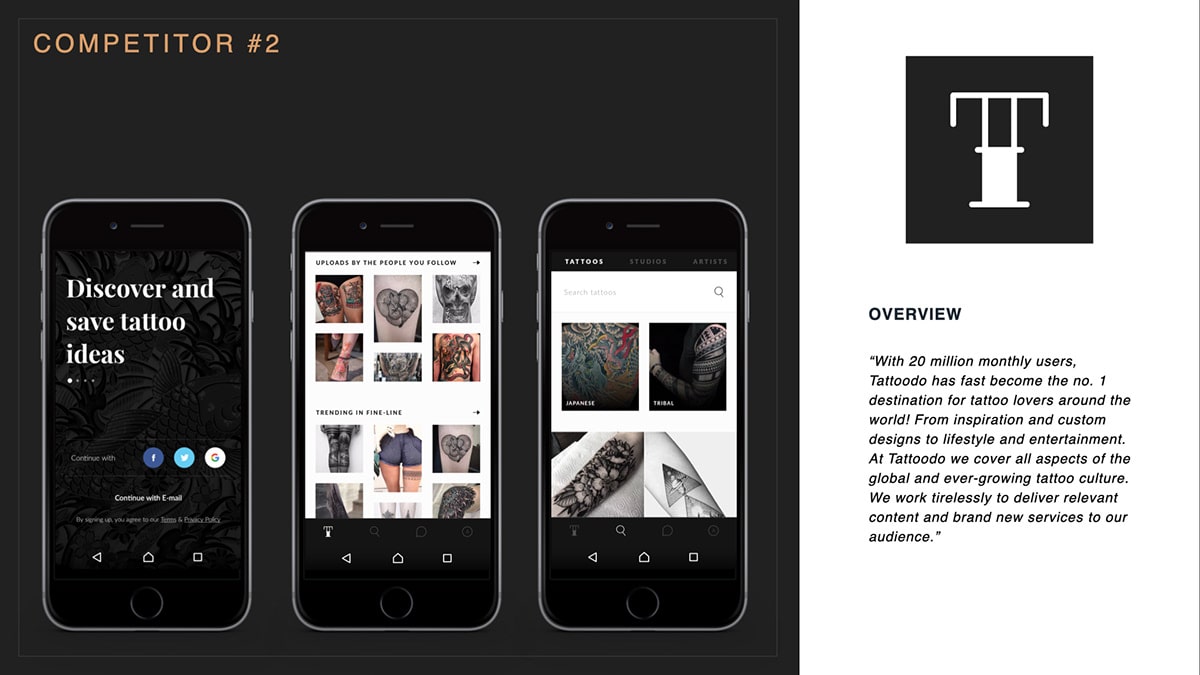 COMPETITOR #2
Discover and
save tattoo
ideas
Continue with
f
G
Continue with E-mail
By signing up, you agree to our Terms & Privacy Policy
UPLOADS BY THE PEOPLE YOU FOLLOW
TRENDING IN FINE-LINE
TATTOOS STUDIOS ARTISTS
Search tattoos
JAPANESE
TRIBAL
T
OVERVIEW
“With 20 million monthly users,
Tattoodo has fast become the no. 1
destination for tattoo lovers around the
world! From inspiration and custom
designs to lifestyle and entertainment.
At Tattoodo we cover all aspects of the
global and ever-growing tattoo culture.
We work tirelessly to deliver relevant
content and brand new services to our
audience.”